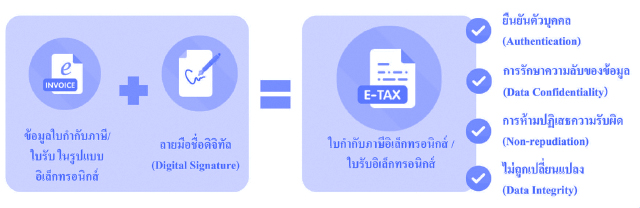 e
INVOICE
ข้อมูลใบกำกับภาษี/
ใบรับ ในรูปแบบ
อิเล็กทรอนิกส์
ลายมือชื่อดิจิทัล
(Digital Signature)
E-TAX
ใบกำกับภาษีอิเล็กทรอนิกส์ /
ใบรับอิเล็กทรอนิกส์
ยืนยันตัวบุคคล
(Authentication)
การรักษาความลับของข้อมูล
(Data Confidentiality)
การห้ามปฏิเสธความรับผิด
(Non-repudiation)
ไม่ถูกเปลี่ยนแปลง
(Data Integrity)